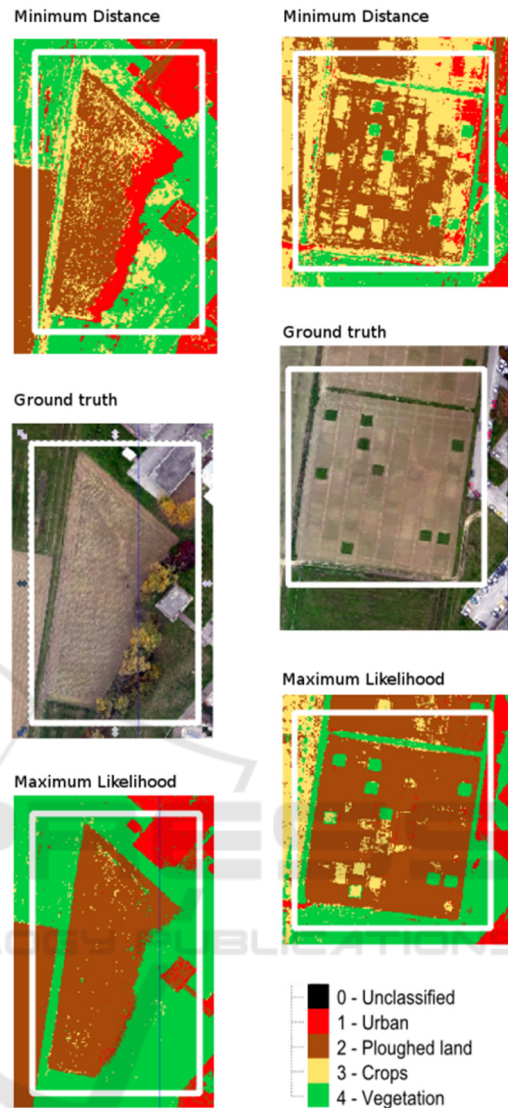 Minimum Distance
Minimum Distance
Ground truth
Ground truth
Maximum Likelihood
Maximum Likelihood
0 - Unclassified
1 - Urban
2 - Ploughed land
3 - Crops
4 - Vegetation